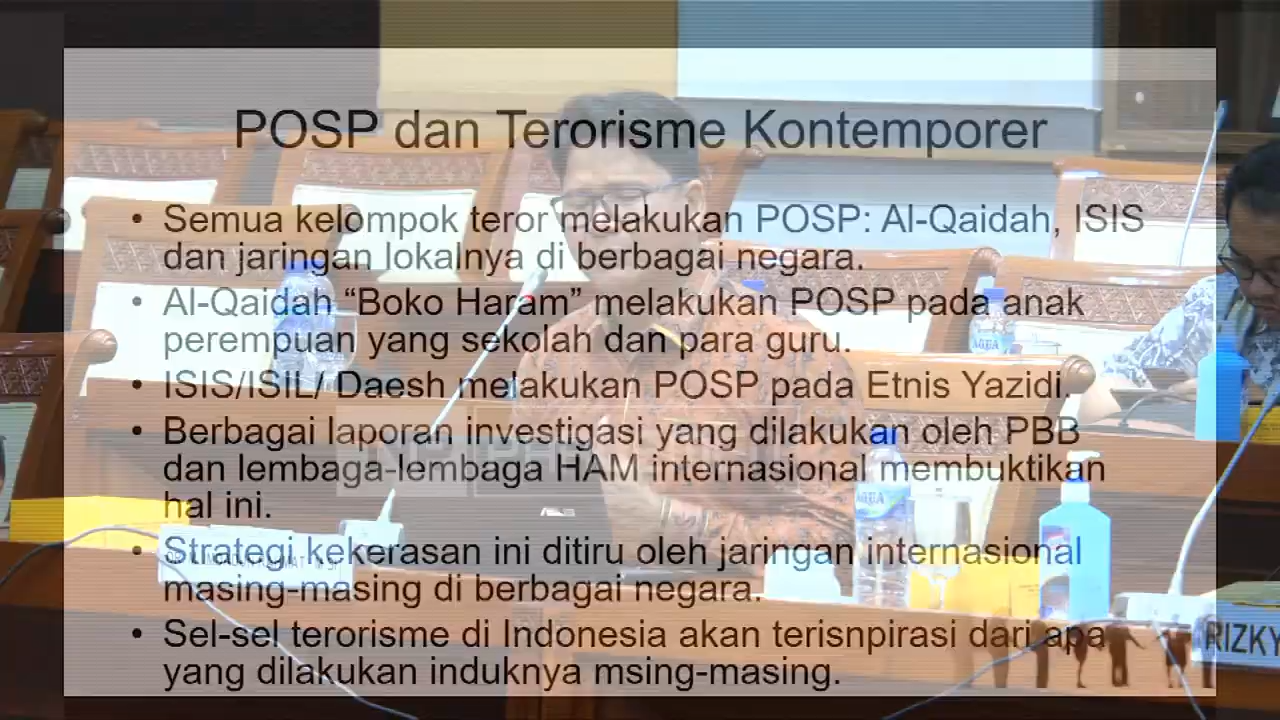 POSP dan Terorisme Kontemporer
• Semua kelompok teror melakukan POSP: Al-Qaidah, ISIS
dan jaringan lokalnya di berbagai negara.
• Al-Qaidah “Boko Haram” melakukan POSP pada anak
perempuan yang sekolah dan para guru.
• ISIS/ISIL/ Daesh melakukan POSP pada Etnis Yazidi.
• Berbagai laporan investigasi yang dilakukan oleh PBB
dan lembaga-lembaga HAM internasional membuktikan
hal ini.
• Strategi kekerasan ini ditiru oleh jaringan internasional
masing-masing di berbagai negara.
• Sel-sel terorisme di Indonesia akan terisnpirasi dari apa
yang dilakukan induknya msing-masing.
AQUA
AQUA
RIZKY